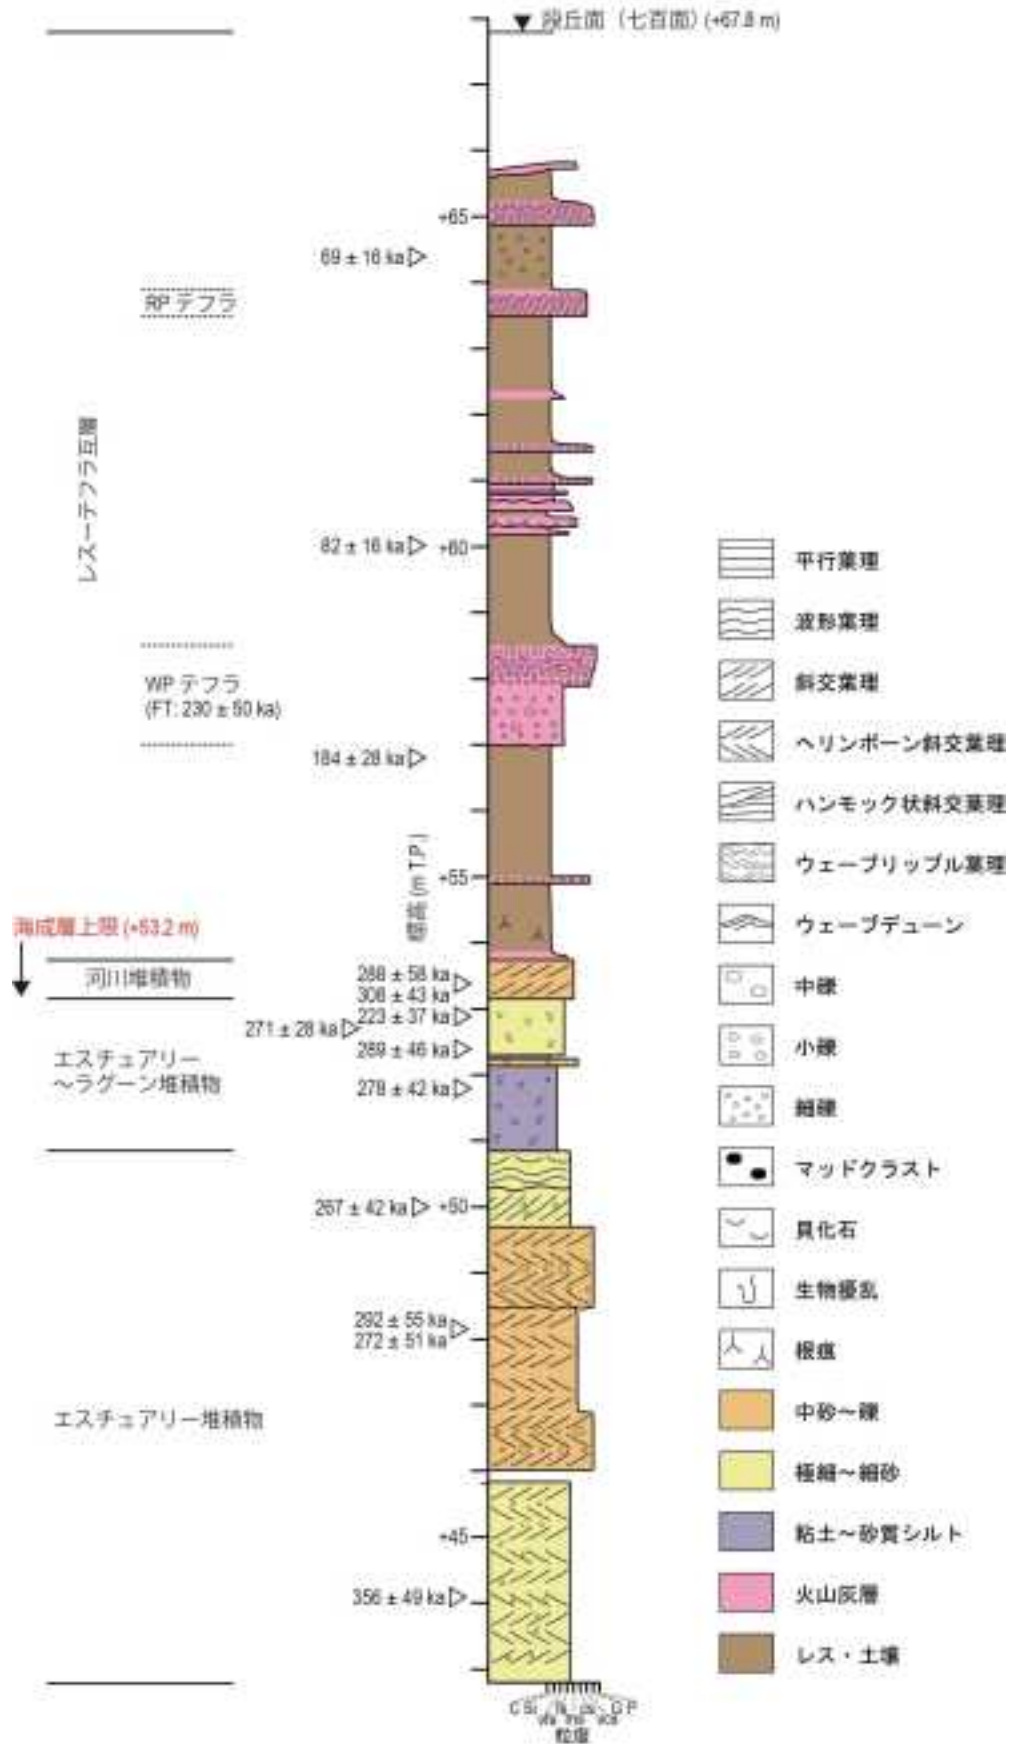 段丘面（七百面）(+67.8 m)
+65
69 ± 16 ka
RP テフラ
レスーテフラ互層
82 ± 16 ka
+60
WP テフラ
(FT: 230 ± 50 ka)
184 ± 28 ka
標高 (m T.P.)
+55
海成層上限 (+53.2 m)
河川堆積物
288 ± 58 ka
308 ± 43 ka
223 ± 37 ka
271 ± 28 ka
289 ± 46 ka
エスチュアリー
～ラグーン堆積物
278 ± 42 ka
267 ± 42 ka
+50
292 ± 55 ka
272 ± 51 ka
エスチュアリー堆積物
+45
356 ± 49 ka
粒度
平行葉理
波形葉理
斜交葉理
ヘリンボーン斜交葉理
ハンモック状斜交葉理
ウェーブリップル葉理
ウェーブデューン
中礫
小礫
細礫
マッドクラスト
貝化石
生物擾乱
根痕
中砂～礫
極細～細砂
粘土～砂質シルト
火山灰層
レス・土壌